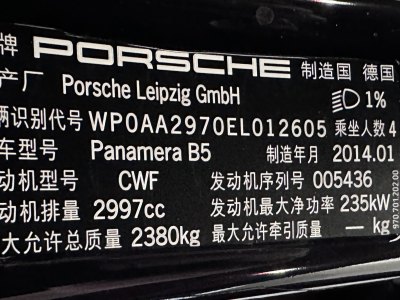 牌 PORSCHE 制造国 德国
产厂 Porsche Leipzig GmbH 1%
辆识别代号 WP0AA2970EL012605 乘坐人数 4
车型号 Panamera B5 制造年月 2014.01
动机型号 CWF 发动机序列号 005436
动机排量 2997cc 发动机最大净功率 235kW
大允许总质量 2380kg 最大允许牵引质量 — kg
970.701.202.00